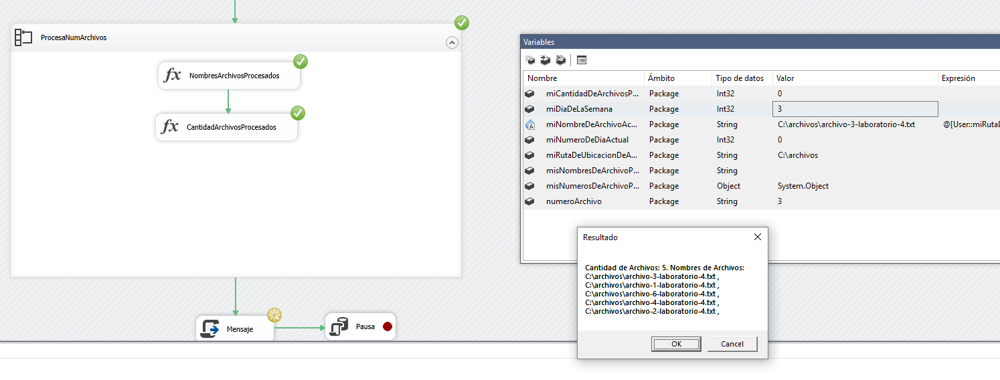 ProcesaNumArchivos
fx NombresArchivosProcesados
fx CantidadArchivosProcesados
Mensaje
Pausa
Variables
Nombre Ámbito Tipo de datos Valor Expresión
miCantidadDeArchivosP... Package Int32 0
miDiaDeLaSemana Package Int32 3
miNombreDeArchivoAc... Package String C:\archivos\archivo-3-laboratorio-4.txt @[User::miRutaD
miNumeroDeDiaActual Package Int32 0
miRutaDeUbicacionDeA... Package String C:\archivos
misNombresDeArchivoP... Package String
misNumerosDeArchivoP... Package Object System.Object
numeroArchivo Package String 3
Resultado
Cantidad de Archivos: 5. Nombres de Archivos:
C:\archivos\archivo-3-laboratorio-4.txt ,
C:\archivos\archivo-1-laboratorio-4.txt ,
C:\archivos\archivo-6-laboratorio-4.txt ,
C:\archivos\archivo-4-laboratorio-4.txt ,
C:\archivos\archivo-2-laboratorio-4.txt ,
OK Cancel